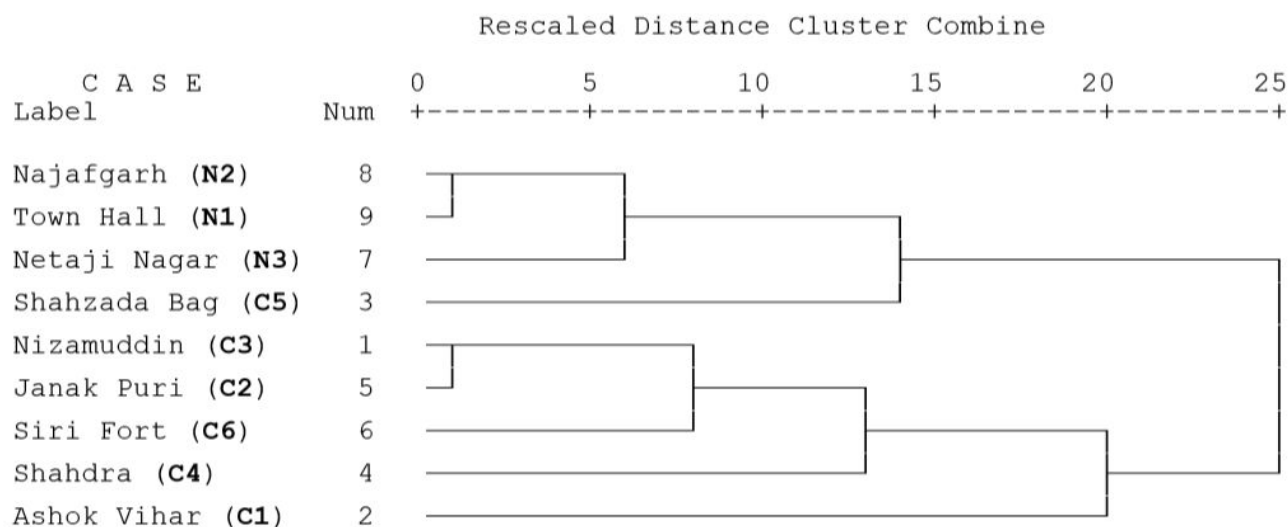 Rescaled Distance Cluster Combine
C A S E 0 5 10 15 20 25
Label Num +---------+---------+---------+---------+---------+
Najafgarh (N2) 8
Town Hall (N1) 9
Netaji Nagar (N3) 7
Shahzada Bag (C5) 3
Nizamuddin (C3) 1
Janak Puri (C2) 5
Siri Fort (C6) 6
Shahdra (C4) 4
Ashok Vihar (C1) 2